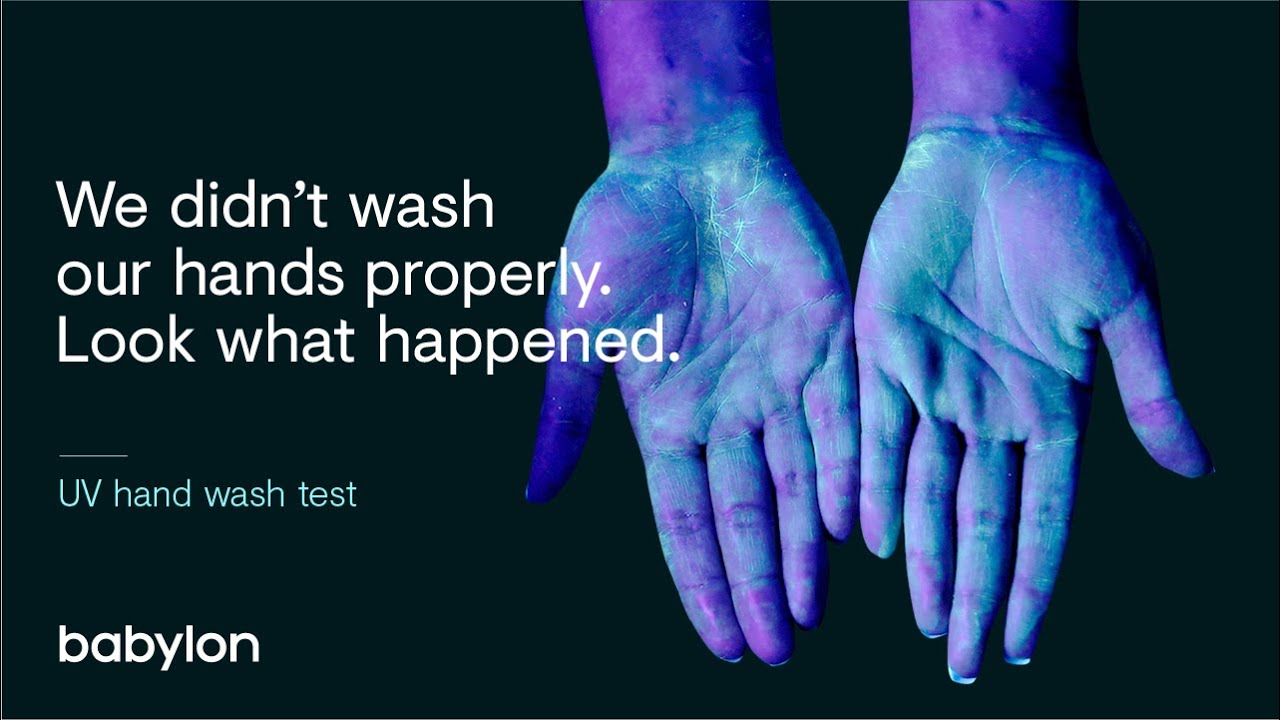 We didn’t wash
our hands properly.
Look what happened.
UV hand wash test
babylon